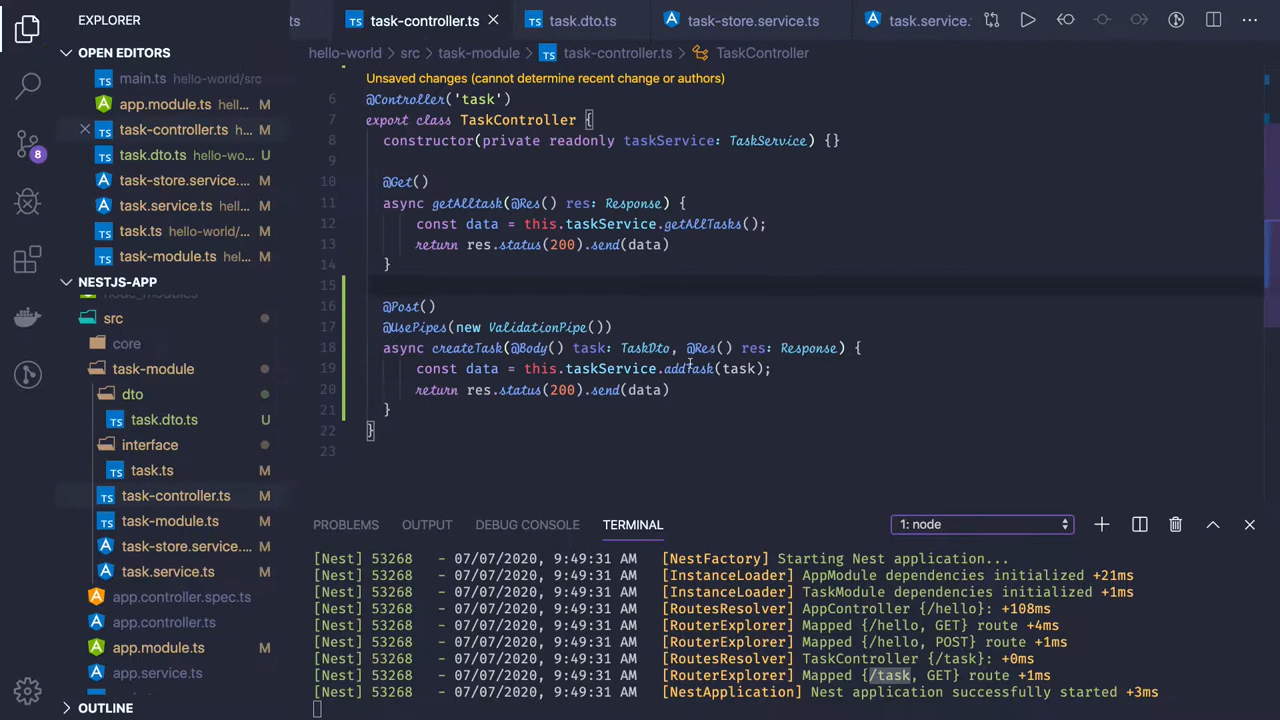 EXPLORER
OPEN EDITORS
main.ts hello-world/src
app.module.ts hell... M
task-controller.ts h... M
task.dto.ts hello-wo... U
task-store.service.... M
task.service.ts hell... M
task.ts hello-world/... M
task-module.ts hel... M
NESTJS-APP
node_modules
src
core
task-module
dto
task.dto.ts U
interface
task.ts M
task-controller.ts M
task-module.ts M
task-store.service.... M
task.service.ts M
app.controller.spec.ts
app.controller.ts
app.module.ts M
app.service.ts
OUTLINE
8
ts task-controller.ts task.dto.ts task-store.service.ts task.service.
hello-world › src › task-module › task-controller.ts › TaskController
Unsaved changes (cannot determine recent change or authors)
6 @Controller('task')
7 export class TaskController {
8 constructor(private readonly taskService: TaskService) {}
9
10 @Get()
11 async getAlltask(@Res() res: Response) {
12 const data = this.taskService.getAllTasks();
13 return res.status(200).send(data)
14 }
15
16 @Post()
17 @UsePipes(new ValidationPipe())
18 async createTask(@Body() task: TaskDto, @Res() res: Response) {
19 const data = this.taskService.addTask(task);
20 return res.status(200).send(data)
21 }
22 }
23
PROBLEMS OUTPUT DEBUG CONSOLE TERMINAL 1: node
[Nest] 53268 - 07/07/2020, 9:49:31 AM [NestFactory] Starting Nest application...
[Nest] 53268 - 07/07/2020, 9:49:31 AM [InstanceLoader] AppModule dependencies initialized +21ms
[Nest] 53268 - 07/07/2020, 9:49:31 AM [InstanceLoader] TaskModule dependencies initialized +1ms
[Nest] 53268 - 07/07/2020, 9:49:31 AM [RoutesResolver] AppController {/hello}: +108ms
[Nest] 53268 - 07/07/2020, 9:49:31 AM [RouterExplorer] Mapped {/hello, GET} route +4ms
[Nest] 53268 - 07/07/2020, 9:49:31 AM [RouterExplorer] Mapped {/hello, POST} route +1ms
[Nest] 53268 - 07/07/2020, 9:49:31 AM [RoutesResolver] TaskController {/task}: +0ms
[Nest] 53268 - 07/07/2020, 9:49:31 AM [RouterExplorer] Mapped {/task, GET} route +1ms
[Nest] 53268 - 07/07/2020, 9:49:31 AM [NestApplication] Nest application successfully started +3ms